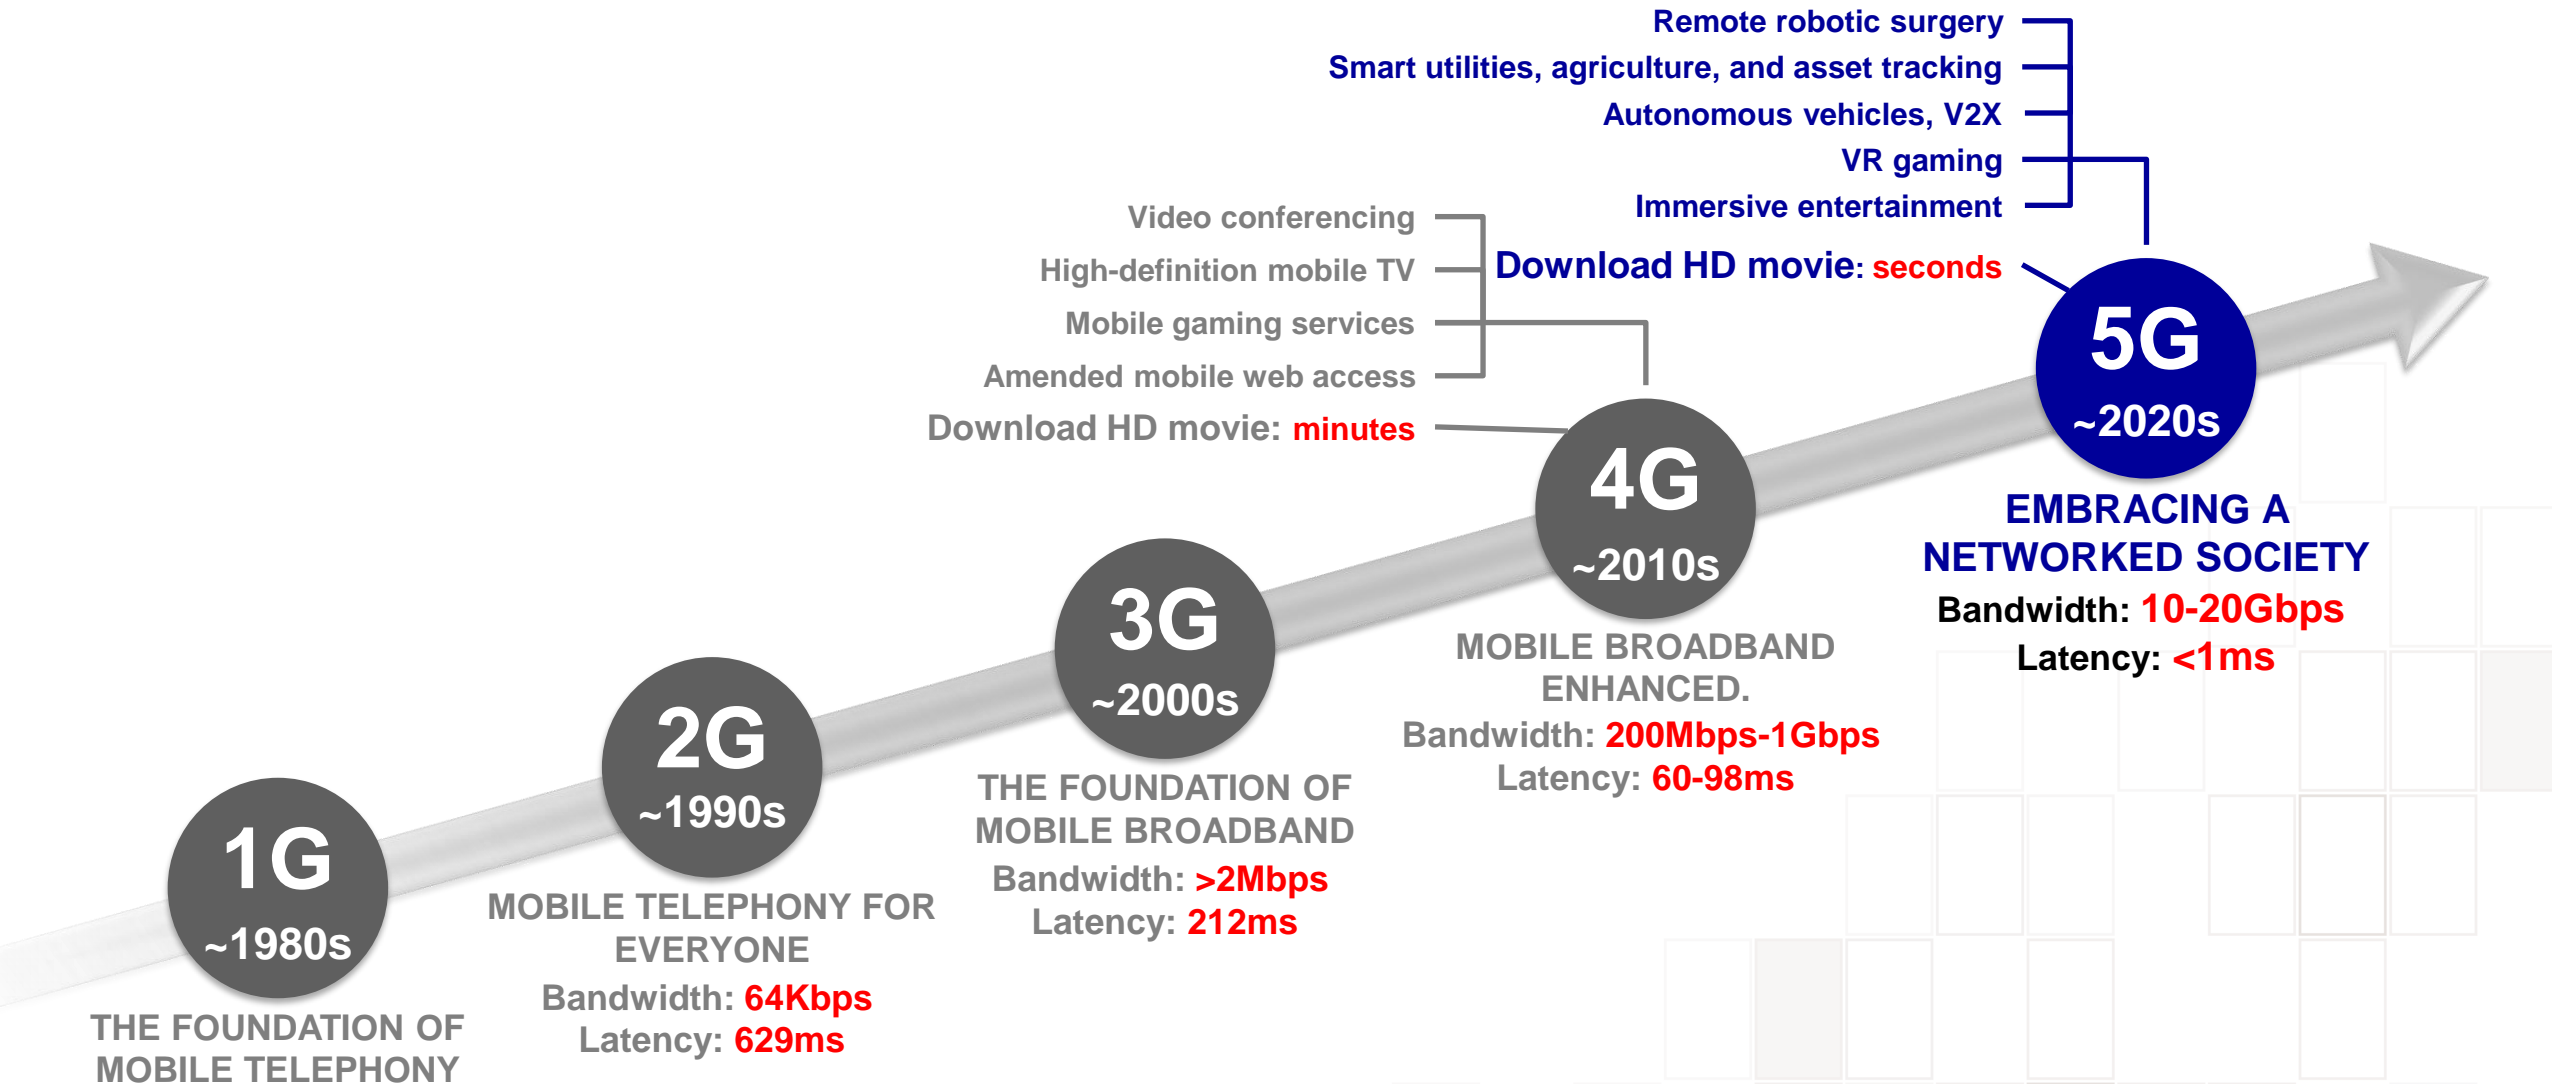 Remote robotic surgery
Smart utilities, agriculture, and asset tracking
Autonomous vehicles, V2X
VR gaming
Immersive entertainment
Download HD movie: seconds
Video conferencing
High-definition mobile TV
Mobile gaming services
Amended mobile web access
Download HD movie: minutes
1G
~1980s
THE FOUNDATION OF
MOBILE TELEPHONY
2G
~1990s
MOBILE TELEPHONY FOR
EVERYONE
Bandwidth: 64Kbps
Latency: 629ms
3G
~2000s
THE FOUNDATION OF
MOBILE BROADBAND
Bandwidth: >2Mbps
Latency: 212ms
4G
~2010s
MOBILE BROADBAND
ENHANCED.
Bandwidth: 200Mbps-1Gbps
Latency: 60-98ms
5G
~2020s
EMBRACING A
NETWORKED SOCIETY
Bandwidth: 10-20Gbps
Latency: <1ms